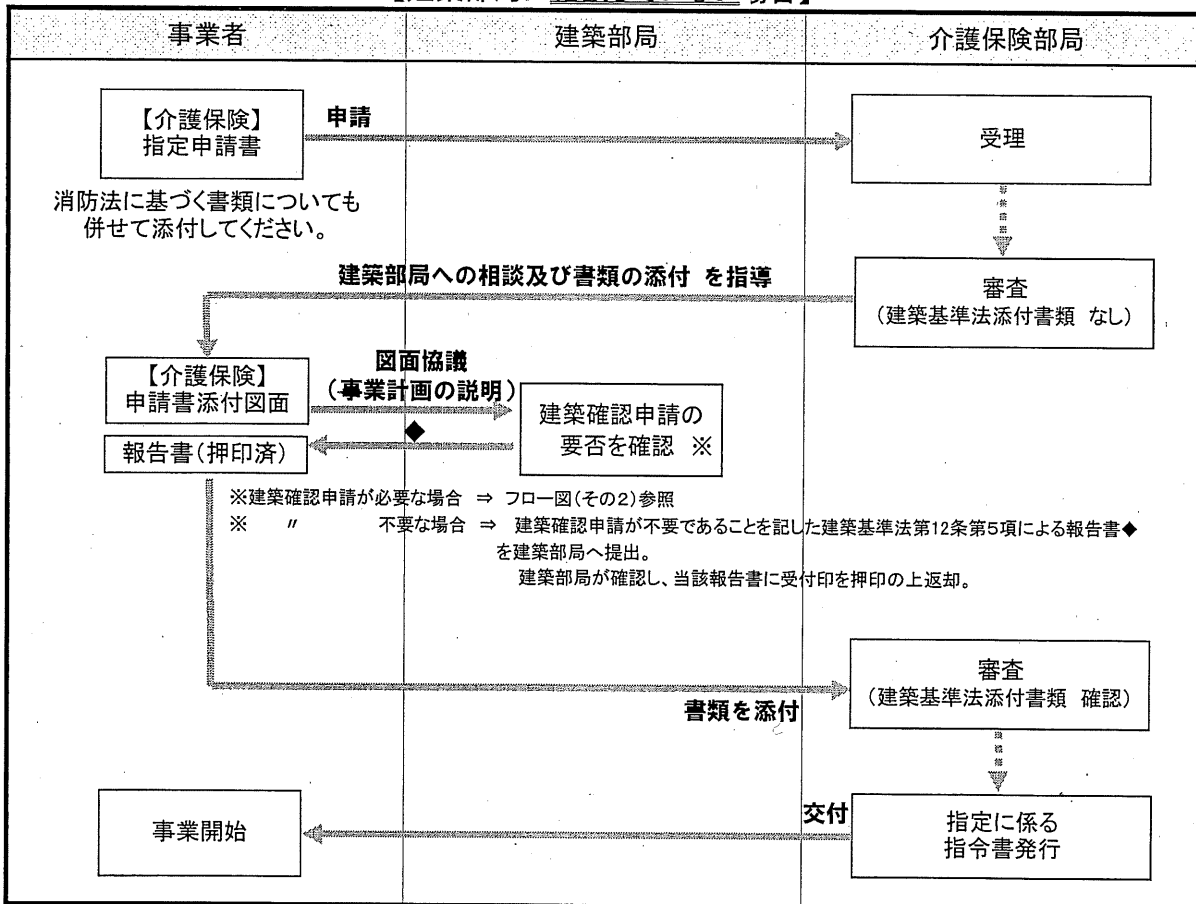 事業者
建築部局
介護保険部局
【介護保険】
指定申請書
申請
受理
消防法に基づく書類についても
併せて添付してください。
建築部局への相談及び書類の添付 を指導
審査
(建築基準法添付書類 なし)
【介護保険】
申請書添付図面
図面協議
(事業計画の説明)
建築確認申請の
要否を確認 ※
◆
報告書(押印済)
※建築確認申請が必要な場合 ⇒ フロー図(その2)参照
※ 〃 不要な場合 ⇒ 建築確認申請が不要であることを記した建築基準法第12条第5項による報告書◆
を建築部局へ提出。
建築部局が確認し、当該報告書に受付印を押印の上返却。
審査
(建築基準法添付書類 確認)
書類を添付
交付
事業開始
指定に係る
指令書発行